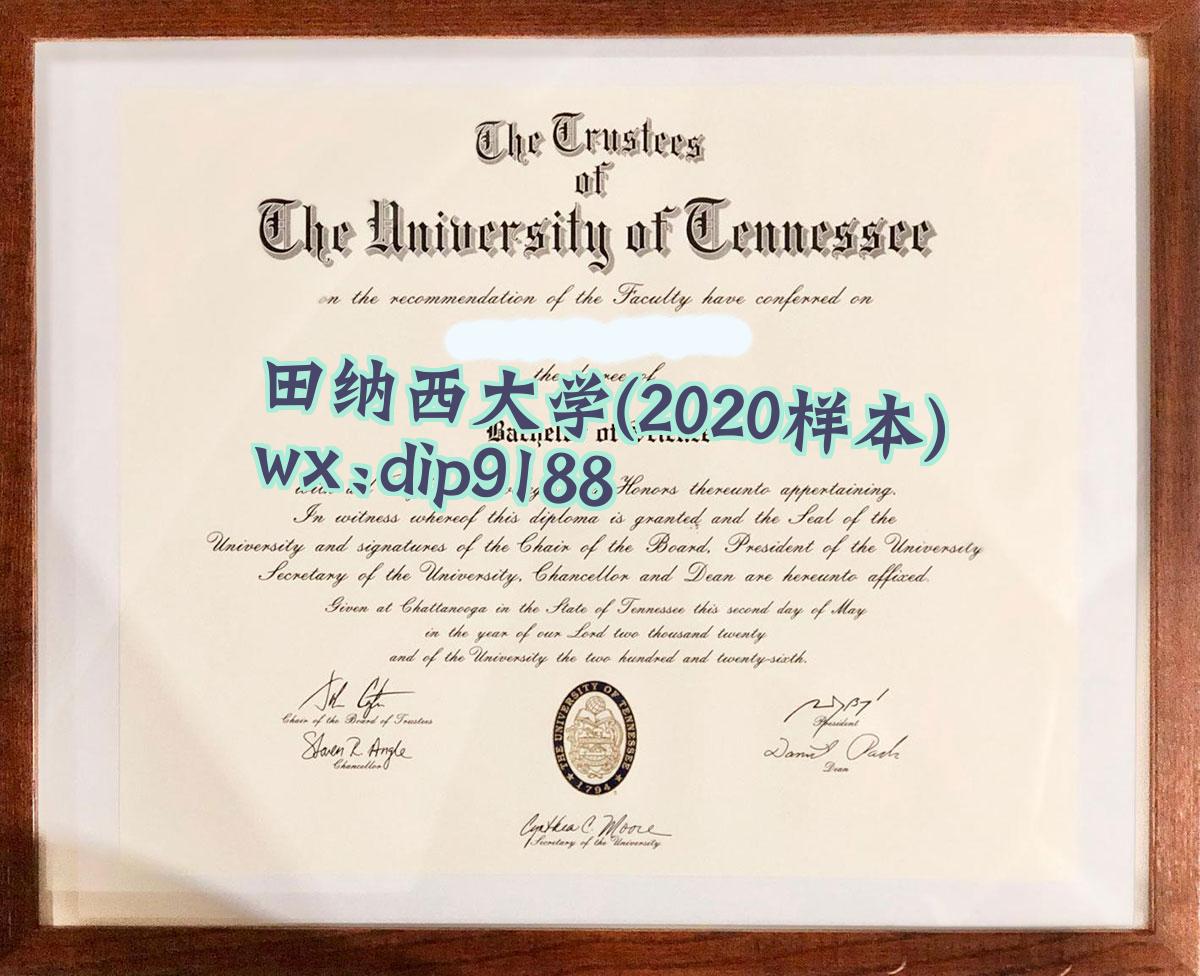 The Trustees
of
The University of Tennessee
on the recommendation of the Faculty have conferred on
the degree of
田纳西大学(2020样本)
Bachelor of Science
wx:dip9188
Honors thereunto appertaining.
In witness whereof this diploma is granted and the Seal of the
University and signatures of the Chair of the Board, President of the University
Secretary of the University, Chancellor and Dean are hereunto affixed.
Given at Chattanooga in the State of Tennessee this second day of May
in the year of our Lord two thousand twenty
and of the University the two hundred and twenty-sixth.
Chair of the Board of Trustees
President
Steven R. Angle
Chancellor
Dean
THE UNIVERSITY OF TENNESSEE
1794
Cynthia C. Moore
Secretary of the University